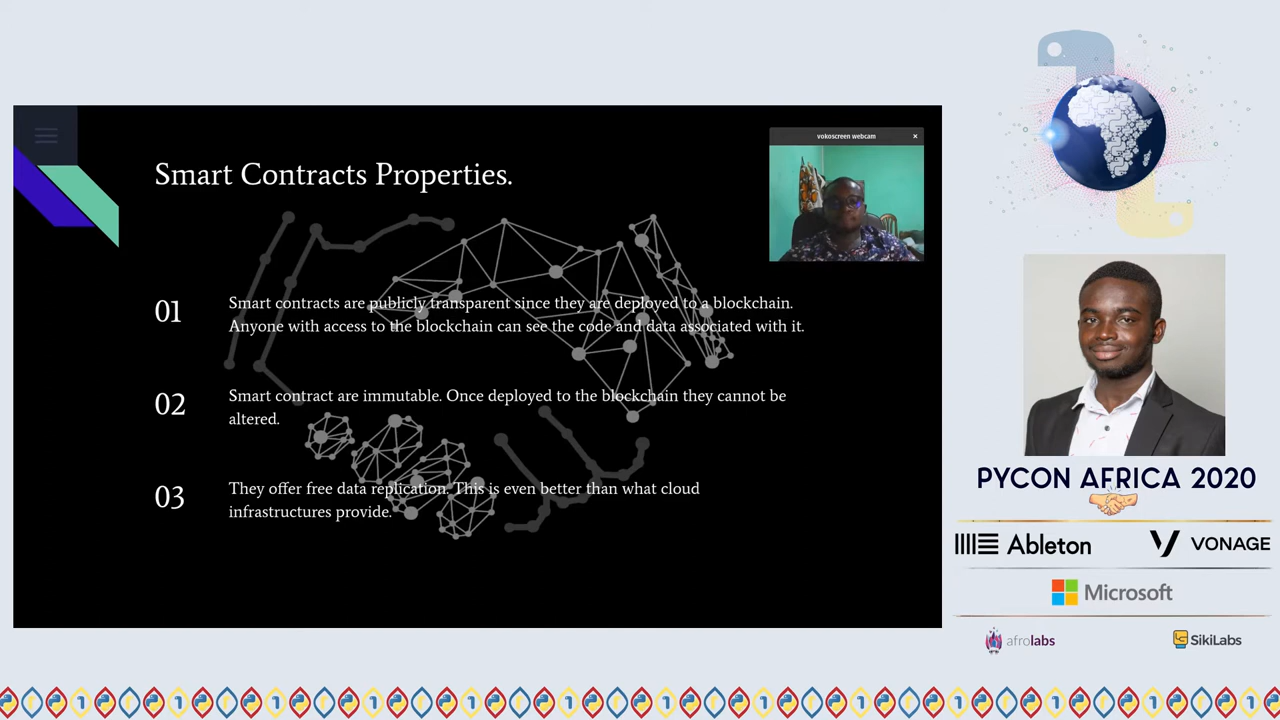 vokoscreen webcam
×
Smart Contracts Properties.
01
Smart contracts are publicly transparent since they are deployed to a blockchain.
Anyone with access to the blockchain can see the code and data associated with it.
02
Smart contract are immutable. Once deployed to the blockchain they cannot be
altered.
03
They offer free data replication. This is even better than what cloud
infrastructures provide.
PYCON AFRICA 2020
Ableton
VONAGE
Microsoft
afrolabs
SikiLabs